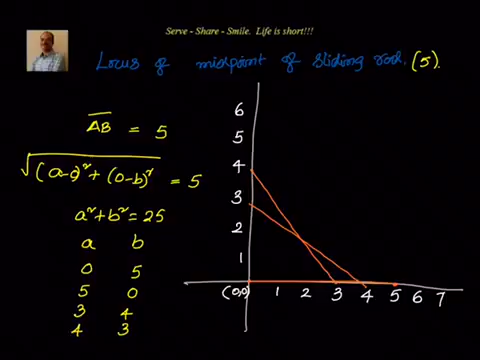 Serve - Share - Smile. Life is short!!!
Locus of midpoint of sliding rod. (5).
AB = 5
√(a-0)² + (0-b)² = 5
a² + b² = 25
a b
0 5
5 0
3 4
4 3
6
5
4
3
2
1
(0,0) 1 2 3 4 5 6 7